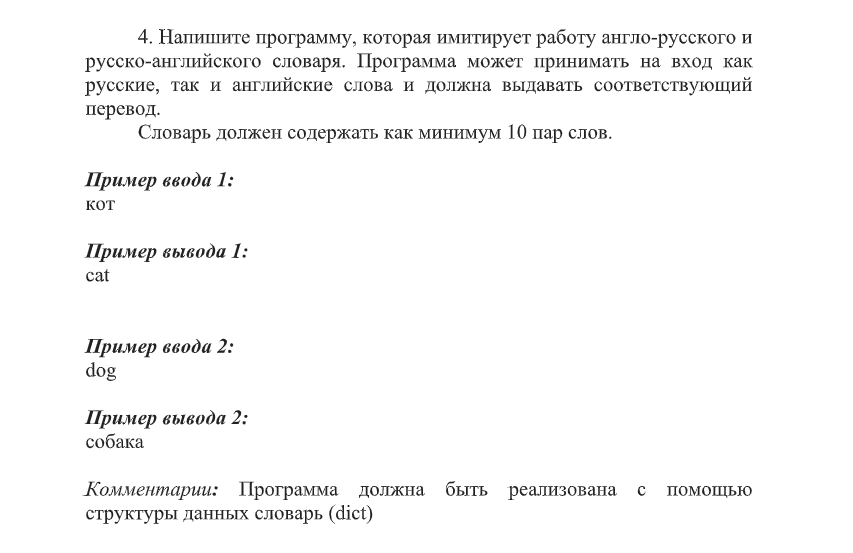 4. Напишите программу, которая имитирует работу англо-русского и
русско-английского словаря. Программа может принимать на вход как
русские, так и английские слова и должна выдавать соответствующий
перевод.
Словарь должен содержать как минимум 10 пар слов.
Пример ввода 1:
кот
Пример вывода 1:
cat
Пример ввода 2:
dog
Пример вывода 2:
собака
Комментарии: Программа должна быть реализована с помощью
структуры данных словарь (dict)